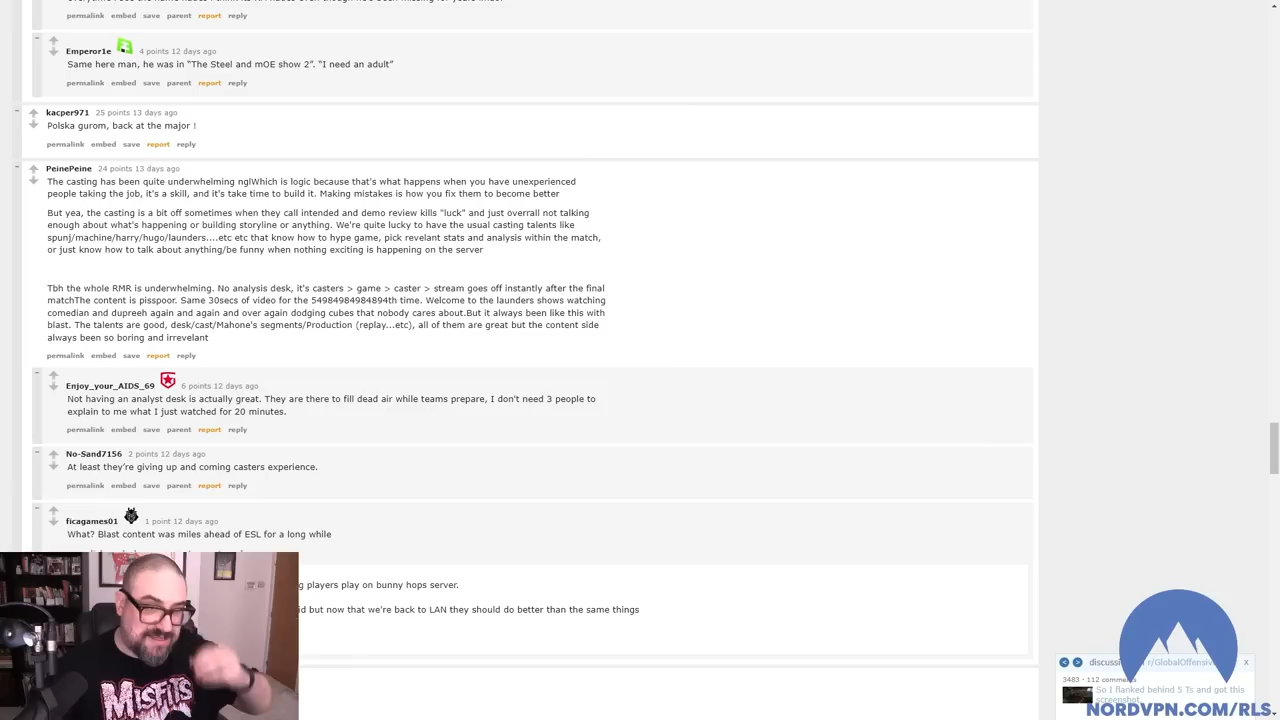 permalink embed save parent report reply
Emperor1e 4 points 12 days ago
Same here man, he was in “The Steel and mOE show 2”. “I need an adult”
permalink embed save parent report reply
kacper971 25 points 13 days ago
Polska gurom, back at the major !
permalink embed save report reply
PeinePeine 24 points 13 days ago
The casting has been quite underwhelming nglWhich is logic because that's what happens when you have unexperienced
people taking the job, it's a skill, and it's take time to build it. Making mistakes is how you fix them to become better
But yea, the casting is a bit off sometimes when they call intended and demo review kills "luck" and just overrall not talking
enough about what's happening or building storyline or anything. We're quite lucky to have the usual casting talents like
spunj/machine/harry/hugo/launders....etc etc that know how to hype game, pick revelant stats and analysis within the match,
or just know how to talk about anything/be funny when nothing exciting is happening on the server
Tbh the whole RMR is underwhelming. No analysis desk, it's casters > game > caster > stream goes off instantly after the final
matchThe content is pisspoor. Same 30secs of video for the 54984984984894th time. Welcome to the launders shows watching
comedian and dupreeh again and again and over again dodging cubes that nobody cares about.But it always been like this with
blast. The talents are good, desk/cast/Mahone's segments/Production (replay...etc), all of them are great but the content side
always been so boring and irrevelant
permalink embed save report reply
Enjoy_your_AIDS_69 6 points 12 days ago
Not having an analyst desk is actually great. They are there to fill dead air while teams prepare, I don't need 3 people to
explain to me what I just watched for 20 minutes.
permalink embed save parent report reply
No-Sand7156 2 points 12 days ago
At least they’re giving up and coming casters experience.
permalink embed save parent report reply
ficagames01 1 point 12 days ago
What? Blast content was miles ahead of ESL for a long while
players play on bunny hops server.
but now that we're back to LAN they should do better than the same things
r/GlobalOffensive x
3483 · 112 comments
So I flanked behind 5 Ts and got this
screenshot
NORDVPN.COM/RLS
MISFITS